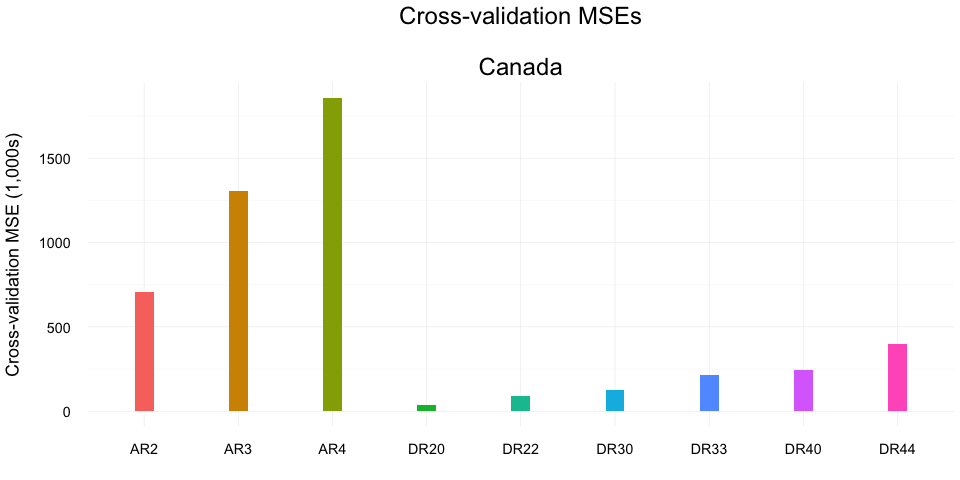 Cross-validation MSEs
Canada
Cross-validation MSE (1,000s)
1500
1000
500
0
AR2 AR3 AR4 DR20 DR22 DR30 DR33 DR40 DR44